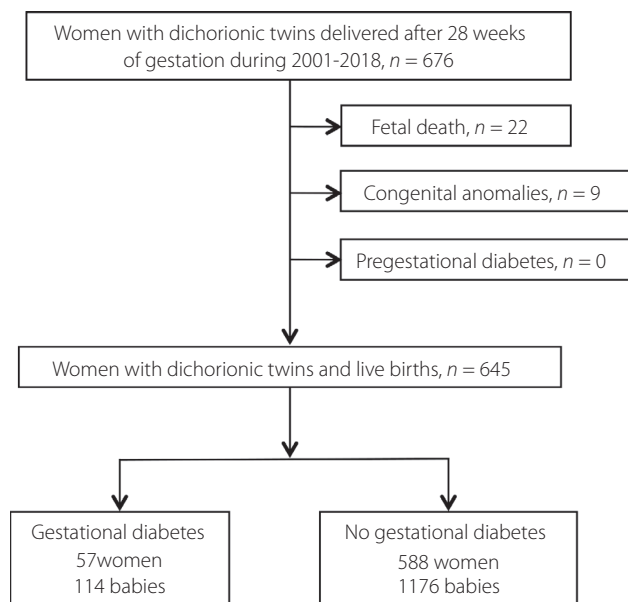 Women with dichorionic twins delivered after 28 weeks
of gestation during 2001-2018, n = 676
Fetal death, n = 22
Congenital anomalies, n = 9
Pregestational diabetes, n = 0
Women with dichorionic twins and live births, n = 645
Gestational diabetes
57women
114 babies
No gestational diabetes
588 women
1176 babies